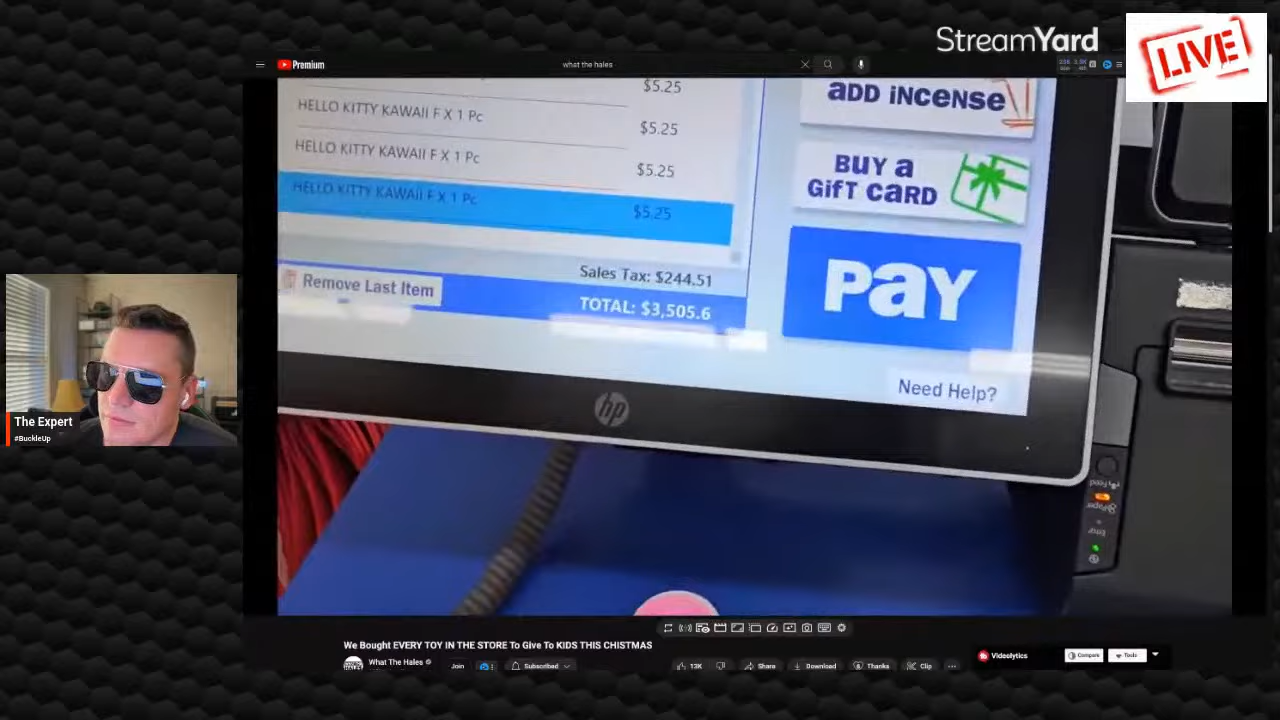 StreamYard
LIVE
Premium
what the hales
$5.25
HELLO KITTY KAWAII F X 1 Pc
$5.25
HELLO KITTY KAWAII F X 1 Pc
$5.25
HELLO KITTY KAWAII F X 1 Pc
$5.25
Sales Tax: $244.51
Remove Last Item
TOTAL: $3,505.6
aDD iNCENSe
BUY a
GiFT CaRD
PaY
Need Help?
hp
Error
The Expert
#BuckleUp
We Bought EVERY TOY IN THE STORE To Give To KIDS THIS CHISTMAS
What The Hales
Join
Subscribed
13K
Share
Download
Thanks
Clip
Videolytics
Compare
Tools